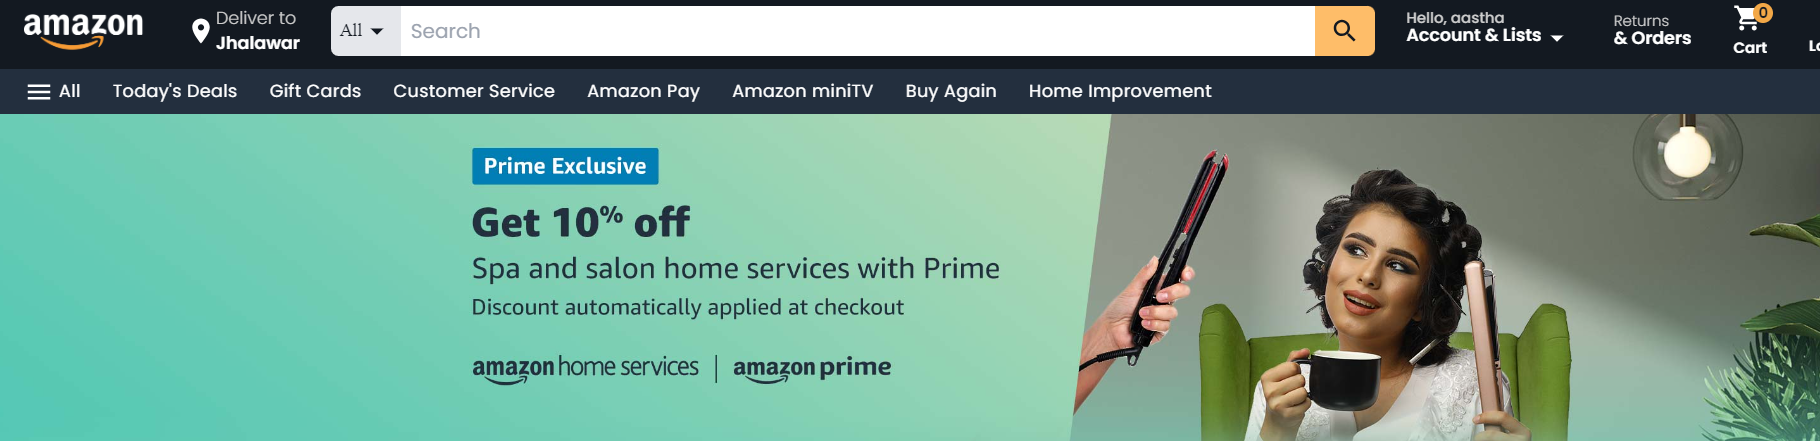 amazon
Deliver to
Jhalawar
All
Search
Hello, aastha
Account & Lists
Returns
& Orders
0
Cart
All
Today's Deals
Gift Cards
Customer Service
Amazon Pay
Amazon miniTV
Buy Again
Home Improvement
Prime Exclusive
Get 10% off
Spa and salon home services with Prime
Discount automatically applied at checkout
amazon home services | amazon prime